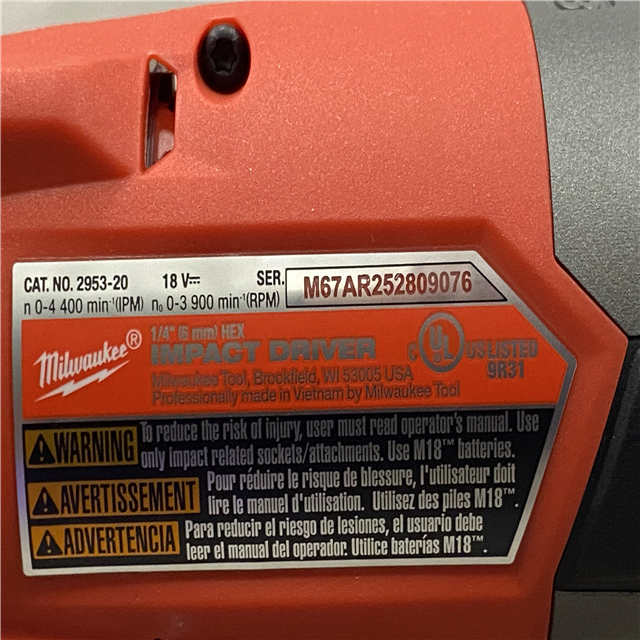 CAT. NO. 2953-20 18 V⎓ SER. M67AR252809076
n 0-4 400 min⁻¹(IPM) n₀ 0-3 900 min⁻¹(RPM)
Milwaukee®
1/4" (6 mm) HEX
IMPACT DRIVER
Milwaukee Tool, Brookfield, WI 53005 USA
Professionally made in Vietnam by Milwaukee Tool
C UL US LISTED
9R31
WARNING To reduce the risk of injury, user must read operator's manual. Use
only impact related sockets/attachments. Use M18™ batteries.
AVERTISSEMENT Pour réduire le risque de blessure, l'utilisateur doit
lire le manuel d'utilisation. Utilisez des piles M18™.
ADVERTENCIA Para reducir el riesgo de lesiones, el usuario debe
leer el manual del operador. Utilice baterías M18™.